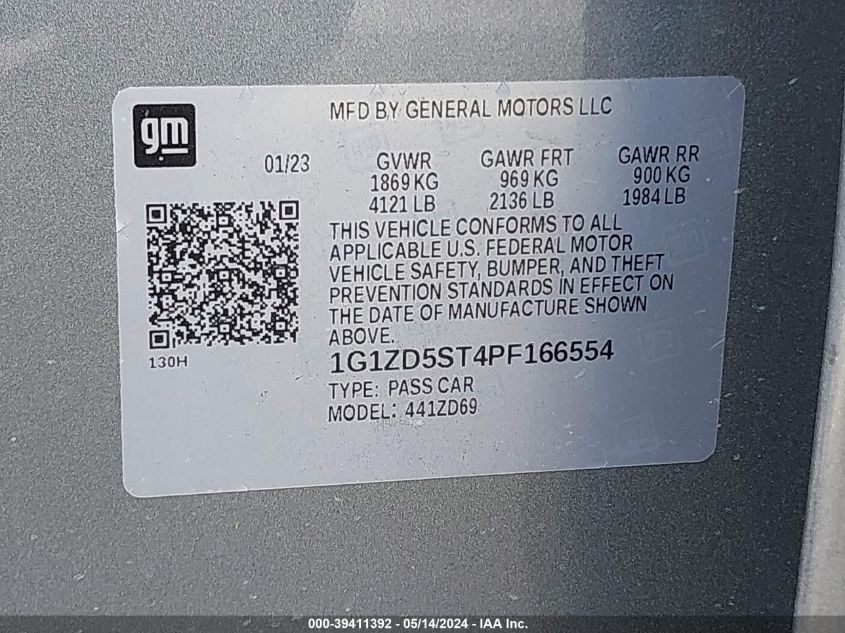 gm
MFD BY GENERAL MOTORS LLC
01/23 GVWR GAWR FRT GAWR RR
1869 KG 969 KG 900 KG
4121 LB 2136 LB 1984 LB
THIS VEHICLE CONFORMS TO ALL
APPLICABLE U.S. FEDERAL MOTOR
VEHICLE SAFETY, BUMPER, AND THEFT
PREVENTION STANDARDS IN EFFECT ON
THE DATE OF MANUFACTURE SHOWN
ABOVE.
130H
1G1ZD5ST4PF166554
TYPE: PASS CAR
MODEL: 441ZD69
000-39411392 - 05/14/2024 - IAA Inc.